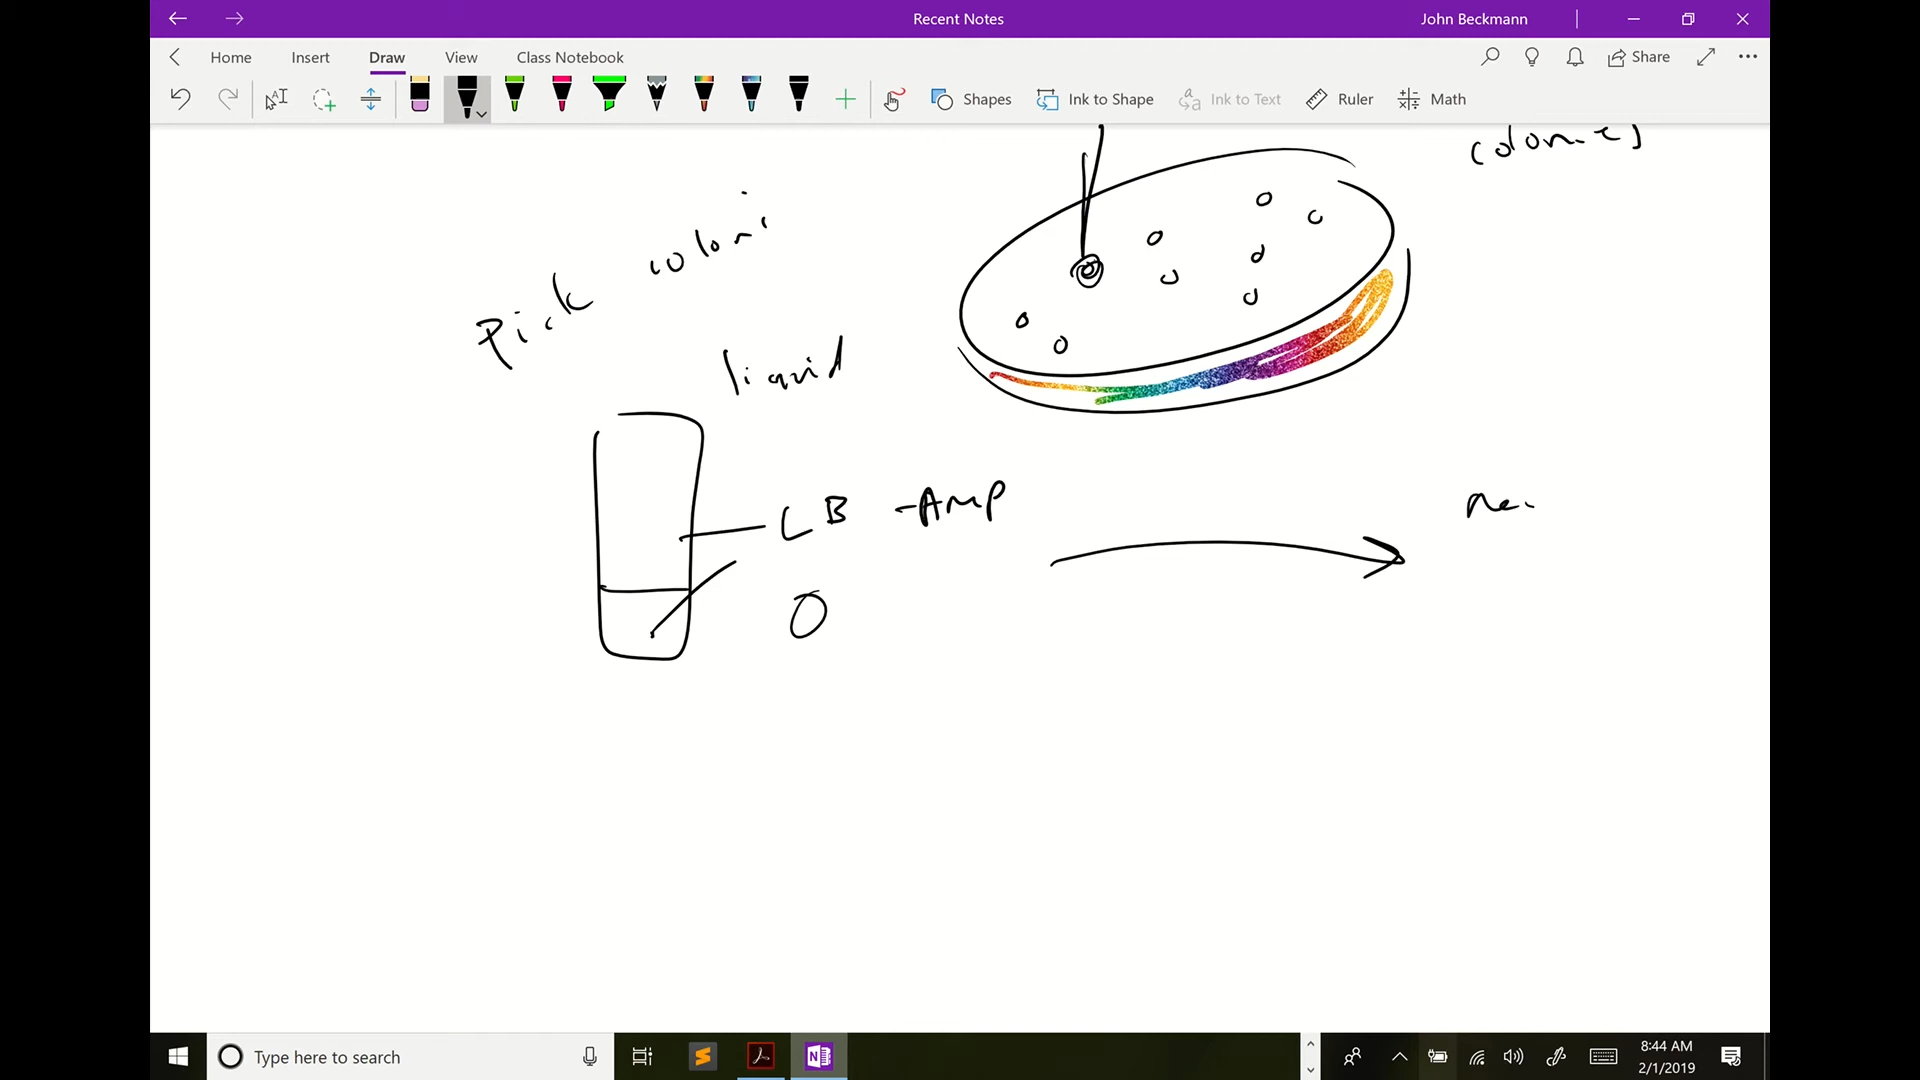 Recent Notes
John Beckmann
Home Insert Draw View Class Notebook
Share
Shapes Ink to Shape Ink to Text Ruler Math
colonies
Pick coloni
liquid
LB -Amp
Type here to search
8:44 AM
2/1/2019